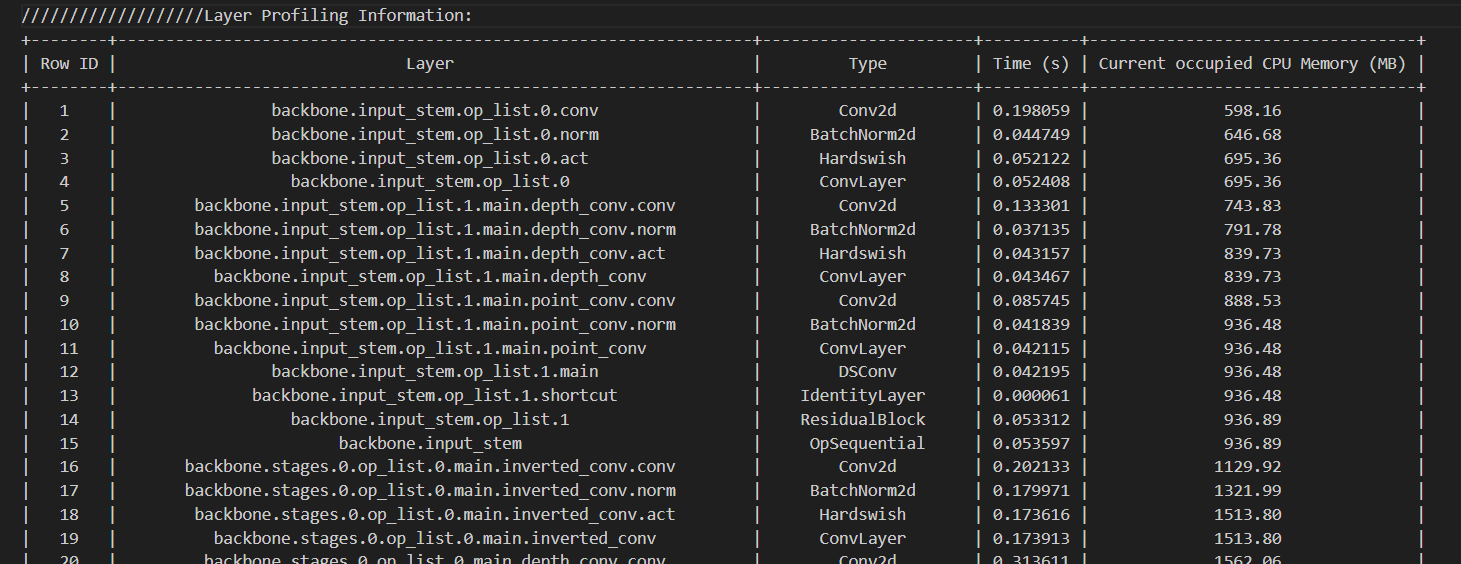 ///////////////////Layer Profiling Information:
+--------+-------------------------------------------------------------------+----------------------+----------+----------------------------------+
| Row ID | Layer | Type | Time (s) | Current occupied CPU Memory (MB) |
+--------+-------------------------------------------------------------------+----------------------+----------+----------------------------------+
| 1 | backbone.input_stem.op_list.0.conv | Conv2d | 0.198059 | 598.16 |
| 2 | backbone.input_stem.op_list.0.norm | BatchNorm2d | 0.044749 | 646.68 |
| 3 | backbone.input_stem.op_list.0.act | Hardswish | 0.052122 | 695.36 |
| 4 | backbone.input_stem.op_list.0 | ConvLayer | 0.052408 | 695.36 |
| 5 | backbone.input_stem.op_list.1.main.depth_conv.conv | Conv2d | 0.133301 | 743.83 |
| 6 | backbone.input_stem.op_list.1.main.depth_conv.norm | BatchNorm2d | 0.037135 | 791.78 |
| 7 | backbone.input_stem.op_list.1.main.depth_conv.act | Hardswish | 0.043157 | 839.73 |
| 8 | backbone.input_stem.op_list.1.main.depth_conv | ConvLayer | 0.043467 | 839.73 |
| 9 | backbone.input_stem.op_list.1.main.point_conv.conv | Conv2d | 0.085745 | 888.53 |
| 10 | backbone.input_stem.op_list.1.main.point_conv.norm | BatchNorm2d | 0.041839 | 936.48 |
| 11 | backbone.input_stem.op_list.1.main.point_conv | ConvLayer | 0.042115 | 936.48 |
| 12 | backbone.input_stem.op_list.1.main | DSConv | 0.042195 | 936.48 |
| 13 | backbone.input_stem.op_list.1.shortcut | IdentityLayer | 0.000061 | 936.48 |
| 14 | backbone.input_stem.op_list.1 | ResidualBlock | 0.053312 | 936.89 |
| 15 | backbone.input_stem | OpSequential | 0.053597 | 936.89 |
| 16 | backbone.stages.0.op_list.0.main.inverted_conv.conv | Conv2d | 0.202133 | 1129.92 |
| 17 | backbone.stages.0.op_list.0.main.inverted_conv.norm | BatchNorm2d | 0.179971 | 1321.99 |
| 18 | backbone.stages.0.op_list.0.main.inverted_conv.act | Hardswish | 0.173616 | 1513.80 |
| 19 | backbone.stages.0.op_list.0.main.inverted_conv | ConvLayer | 0.173913 | 1513.80 |
| 20 | backbone.stages.0.op_list.0.main.depth_conv.conv | Conv2d | 0.313611 | 1562.06 |